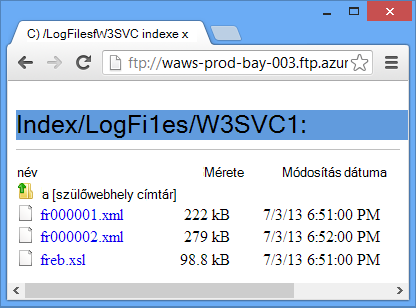 C) /LogFilesfW3SVC indexe x
ftp://waws-prod-bay-003.ftp.azur
Index/LogFi1es/W3SVC1:
név Mérete Módosítás dátuma
a [szülőwebhely címtár]
fr000001.xml 222 kB 7/3/13 6:51:00 PM
fr000002.xml 279 kB 7/3/13 6:52:00 PM
freb.xsl 98.8 kB 7/3/13 6:51:00 PM